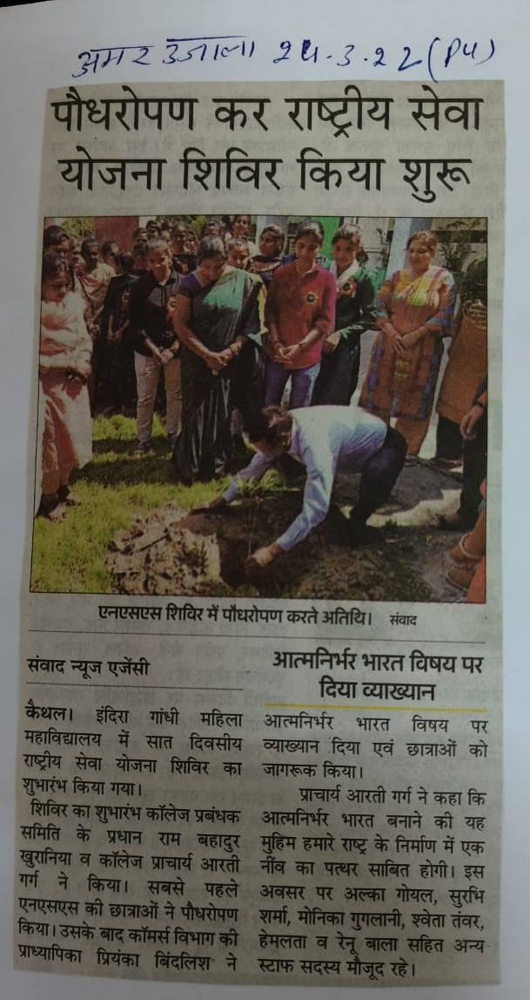 अमर उजाला 24.3.22 (P4)
पौधरोपण कर राष्ट्रीय सेवा
योजना शिविर किया शुरू
एनएसएस शिविर में पौधरोपण करते अतिथि। संवाद
संवाद न्यूज एजेंसी
कैथल। इंदिरा गांधी महिला
महाविद्यालय में सात दिवसीय
राष्ट्रीय सेवा योजना शिविर का
शुभारंभ किया गया।
शिविर का शुभारंभ कॉलेज प्रबंधक
समिति के प्रधान राम बहादुर
खुरानिया व कॉलेज प्राचार्य आरती
गर्ग ने किया। सबसे पहले
एनएसएस की छात्राओं ने पौधरोपण
किया। उसके बाद कॉमर्स विभाग की
प्राध्यापिका प्रियंका बिंदलिश ने
आत्मनिर्भर भारत विषय पर
दिया व्याख्यान
आत्मनिर्भर भारत विषय पर
व्याख्यान दिया एवं छात्राओं को
जागरूक किया।
प्राचार्य आरती गर्ग ने कहा कि
आत्मनिर्भर भारत बनाने की यह
मुहिम हमारे राष्ट्र के निर्माण में एक
नींव का पत्थर साबित होगी। इस
अवसर पर अल्का गोयल, सुरभि
शर्मा, मोनिका गुगलानी, श्वेता तंवर,
हेमलता व रेनू बाला सहित अन्य
स्टाफ सदस्य मौजूद रहे।